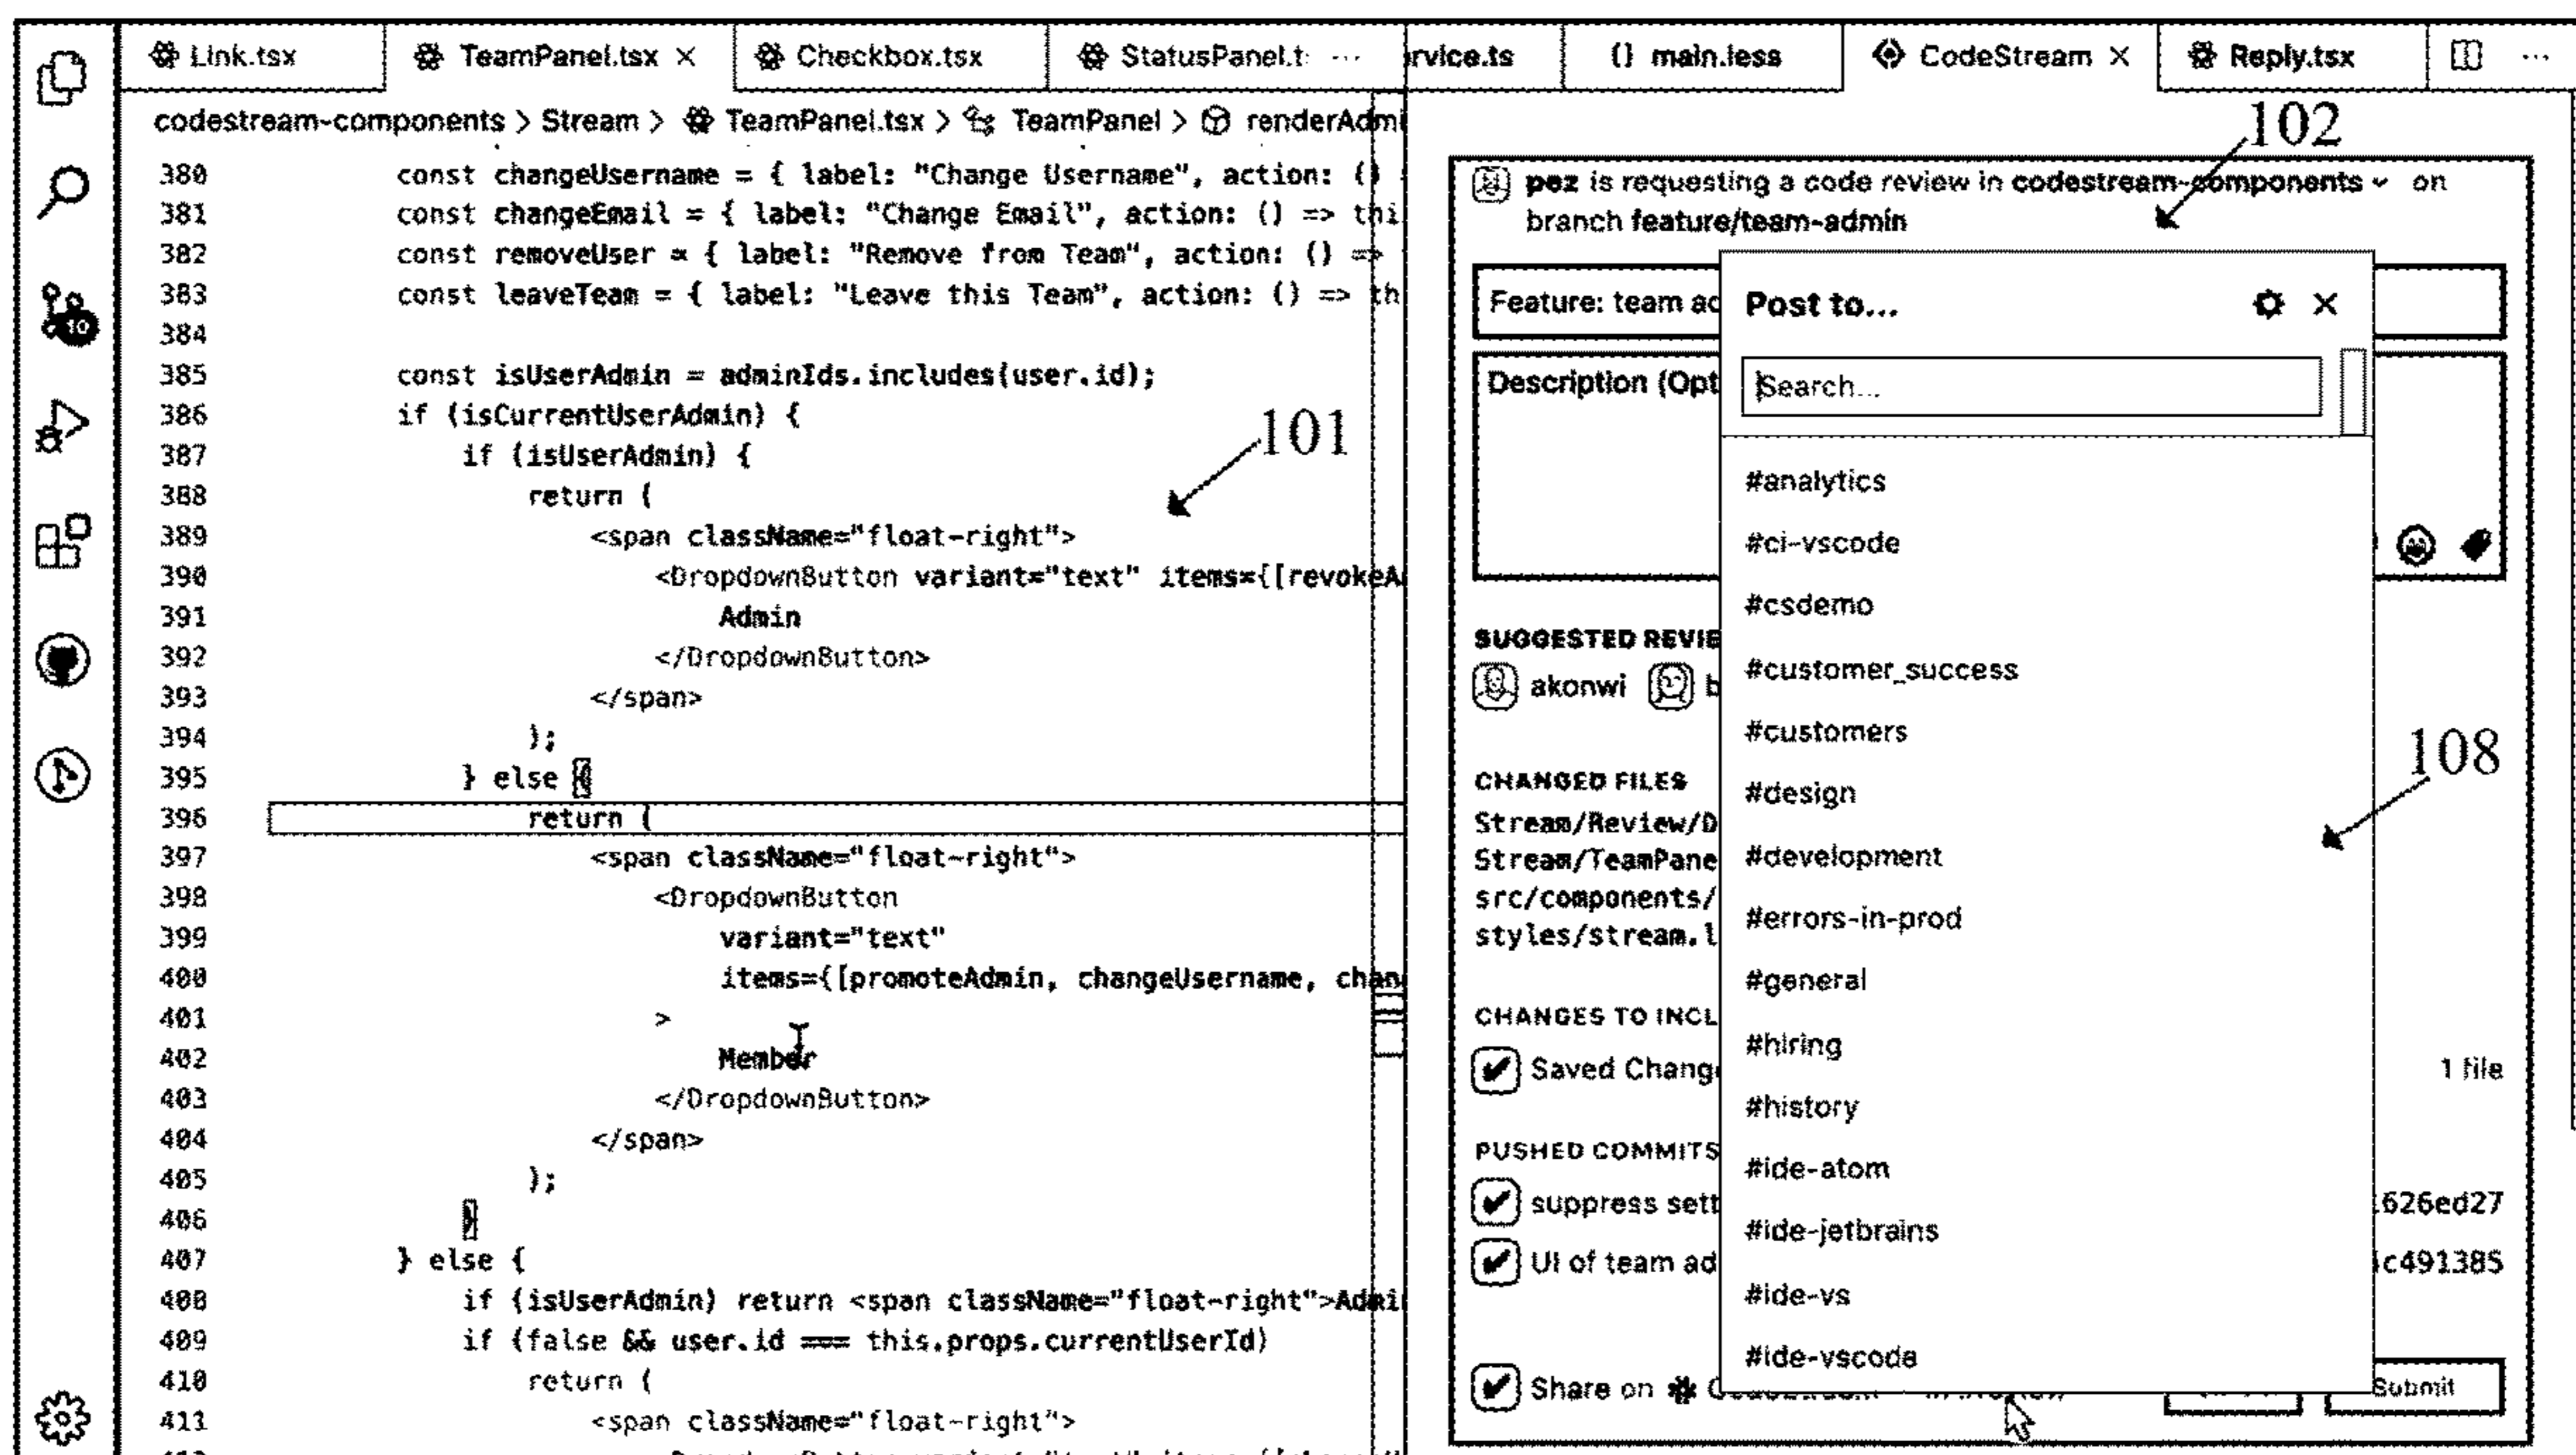 Link.tsx
TeamPanel.tsx
Checkbox.tsx
StatusPanel.t
...
rvice.ts
{} main.less
CodeStream
Reply.tsx
...
codestream-components > Stream > TeamPanel.tsx > TeamPanel > renderAdm
10
380 const changeUsername = { label: "Change Username", action: ()
381 const changeEmail = { label: "Change Email", action: () => thi
382 const removeUser = { label: "Remove from Team", action: () =>
383 const leaveTeam = { label: "Leave this Team", action: () => th
384
385 const isUserAdmin = adminIds.includes(user.id);
386 if (isCurrentUserAdmin) {
387 if (isUserAdmin) {
388 return (
389 <span className="float-right">
390 <DropdownButton variant="text" items={[revokeA
391 Admin
392 </DropdownButton>
393 </span>
394 );
395 } else {
396 return (
397 <span className="float-right">
398 <DropdownButton
399 variant="text"
400 items={[promoteAdmin, changeUsername, chan
401 >
402 Member
403 </DropdownButton>
404 </span>
405 );
406 }
407 } else {
408 if (isUserAdmin) return <span className="float-right">Admi
409 if (false && user.id === this.props.currentUserId)
410 return (
411 <span className="float-right">
101
102
pez is requesting a code review in codestream-components on
branch feature/team-admin
Feature: team ad
Description (Opt
SUGGESTED REVIE
akonwi b
CHANGED FILES
Stream/Review/D
Stream/TeamPane
src/components/
styles/stream.l
CHANGES TO INCL
Saved Chang
1 file
PUSHED COMMITS
suppress sett
626ed27
UI of team ad
c491385
Share on
Submit
Post to...
Search...
#analytics
#ci-vscode
#csdemo
#customer_success
#customers
#design
#development
#errors-in-prod
#general
#hiring
#history
#ide-atom
#ide-jetbrains
#ide-vs
#ide-vscode
108